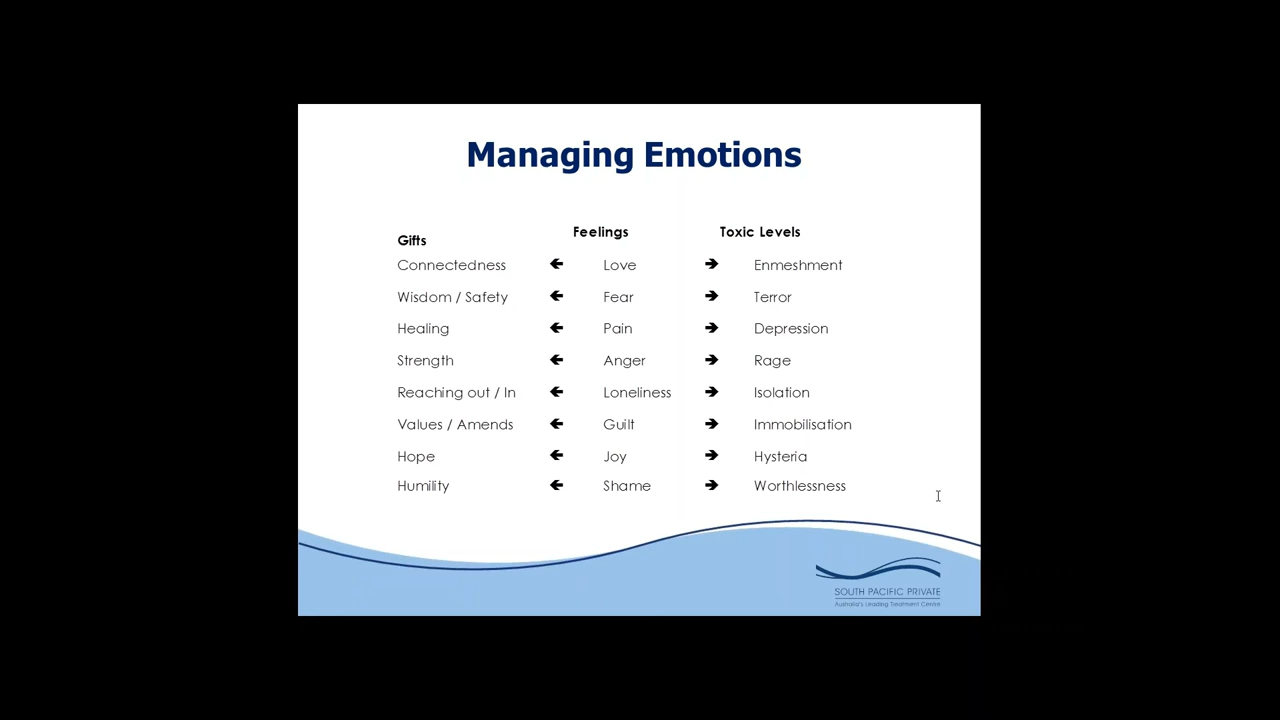 Managing Emotions
Gifts Feelings Toxic Levels
Connectedness 🡸 Love 🡺 Enmeshment
Wisdom / Safety 🡸 Fear 🡺 Terror
Healing 🡸 Pain 🡺 Depression
Strength 🡸 Anger 🡺 Rage
Reaching out / In 🡸 Loneliness 🡺 Isolation
Values / Amends 🡸 Guilt 🡺 Immobilisation
Hope 🡸 Joy 🡺 Hysteria
Humility 🡸 Shame 🡺 Worthlessness
SOUTH PACIFIC PRIVATE
Australia's Leading Treatment Centre